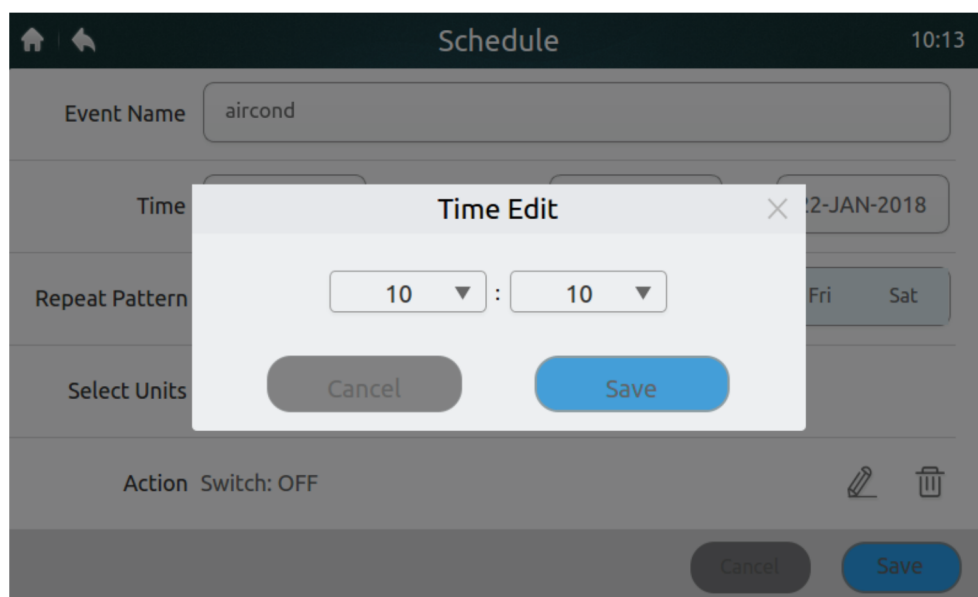 Schedule 10:13
Event Name aircond
Time Edit
Time 22-JAN-2018
10 : 10
Repeat Pattern Fri Sat
Cancel Save
Select Units
Action Switch: OFF
Cancel Save